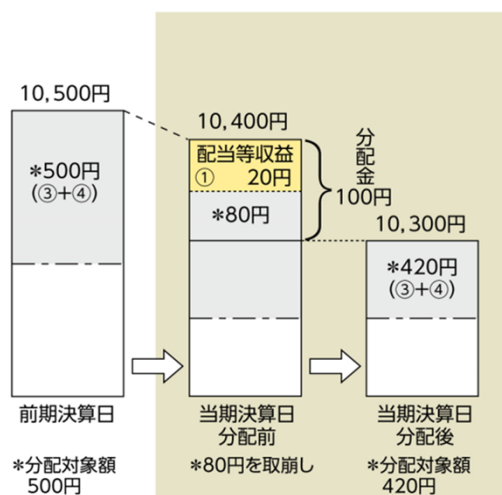 10,500円
*500円
(③+④)
前期決算日
*分配対象額
500円
10,400円
配当等収益
① 20円
*80円
分配金
100円
当期決算日
分配前
*80円を取崩し
10,300円
*420円
(③+④)
当期決算日
分配後
*分配対象額
420円